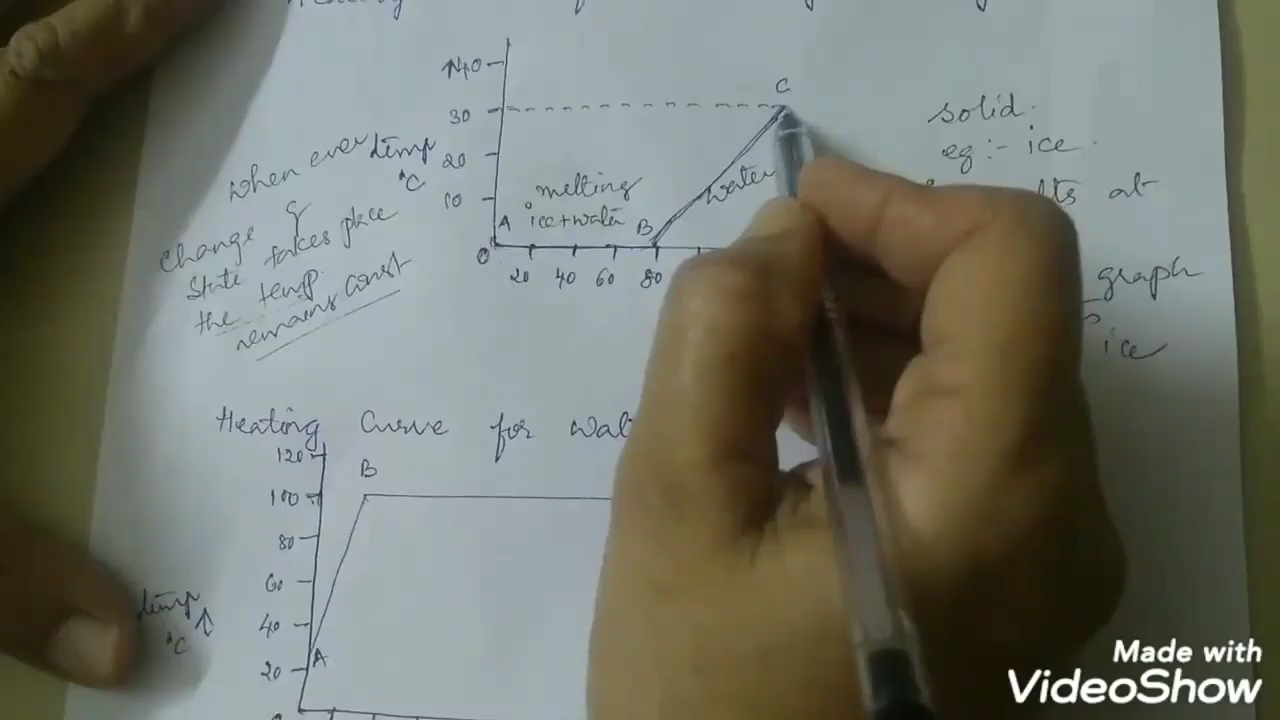 40
C
30
temp
°C
20
10
melting
ice+water
water
A
B
0
20 40 60 80
when ever
change of
state takes place
the temp.
remains const
solid.
eg :- ice.
at
graph
ice
Heating Curve for
120
B
100
80
60
temp
°C
40
A
20
Made with
VideoShow